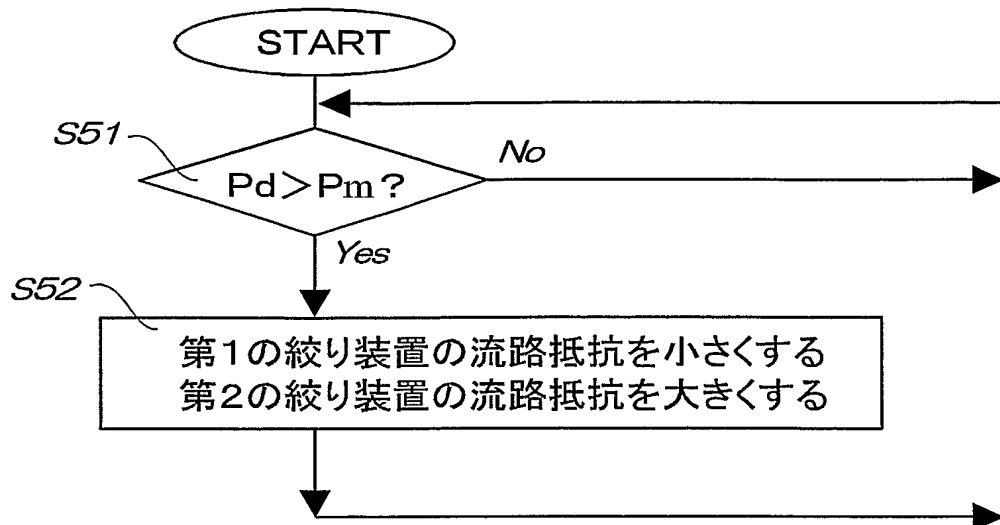 START
S51
Pd>Pm?
No
Yes
S52
第1の絞り装置の流路抵抗を小さくする
第2の絞り装置の流路抵抗を大きくする